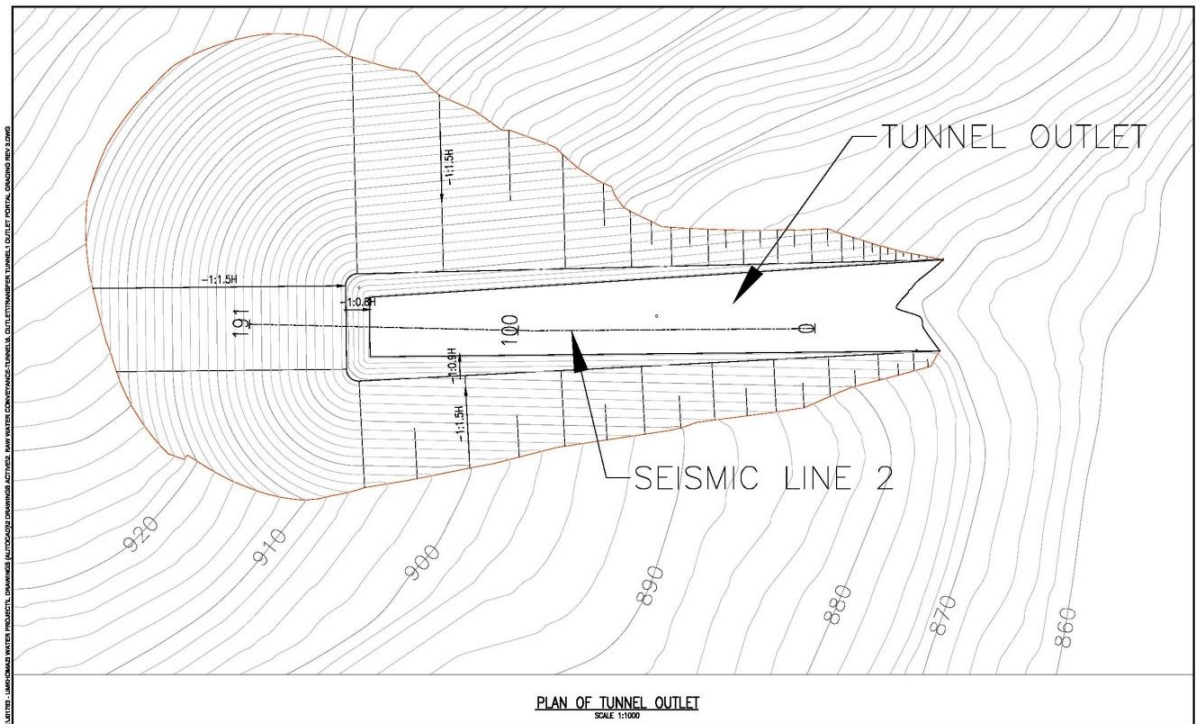 TUNNEL OUTLET
-1:1.5H
-1:1.5H
-1:0.8H
191
100
0
-1:0.9H
-1:1.5H
SEISMIC LINE 2
920
910
900
890
880
870
860
PLAN OF TUNNEL OUTLET
SCALE 1:1000